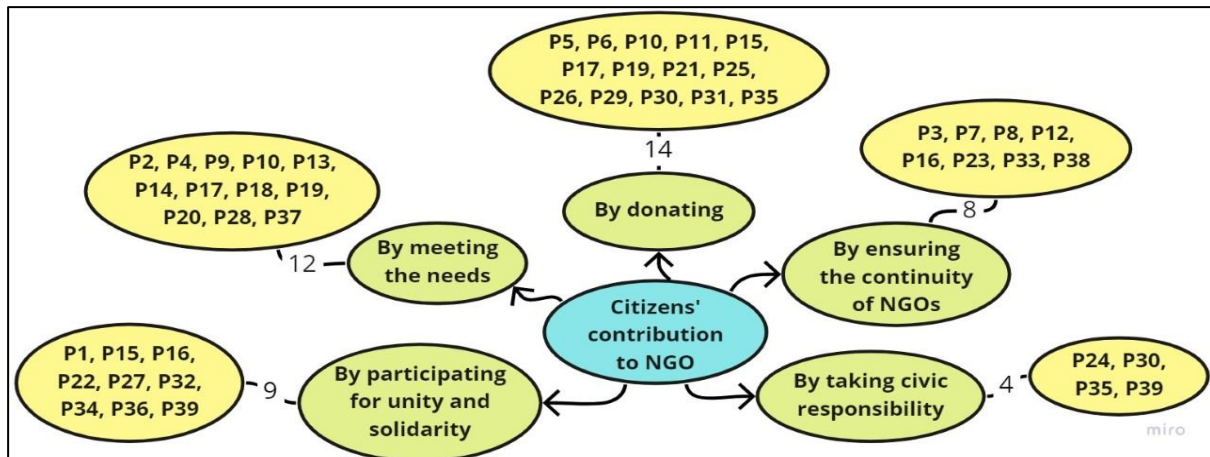 P5, P6, P10, P11, P15,
P17, P19, P21, P25,
P26, P29, P30, P31, P35
14
By donating
P3, P7, P8, P12,
P16, P23, P33, P38
8
By ensuring
the continuity
of NGOs
P2, P4, P9, P10, P13,
P14, P17, P18, P19,
P20, P28, P37
12
By meeting
the needs
Citizens'
contribution
to NGO
P1, P15, P16,
P22, P27, P32,
P34, P36, P39
9
By participating
for unity and
solidarity
By taking civic
responsibility
4
P24, P30,
P35, P39
miro